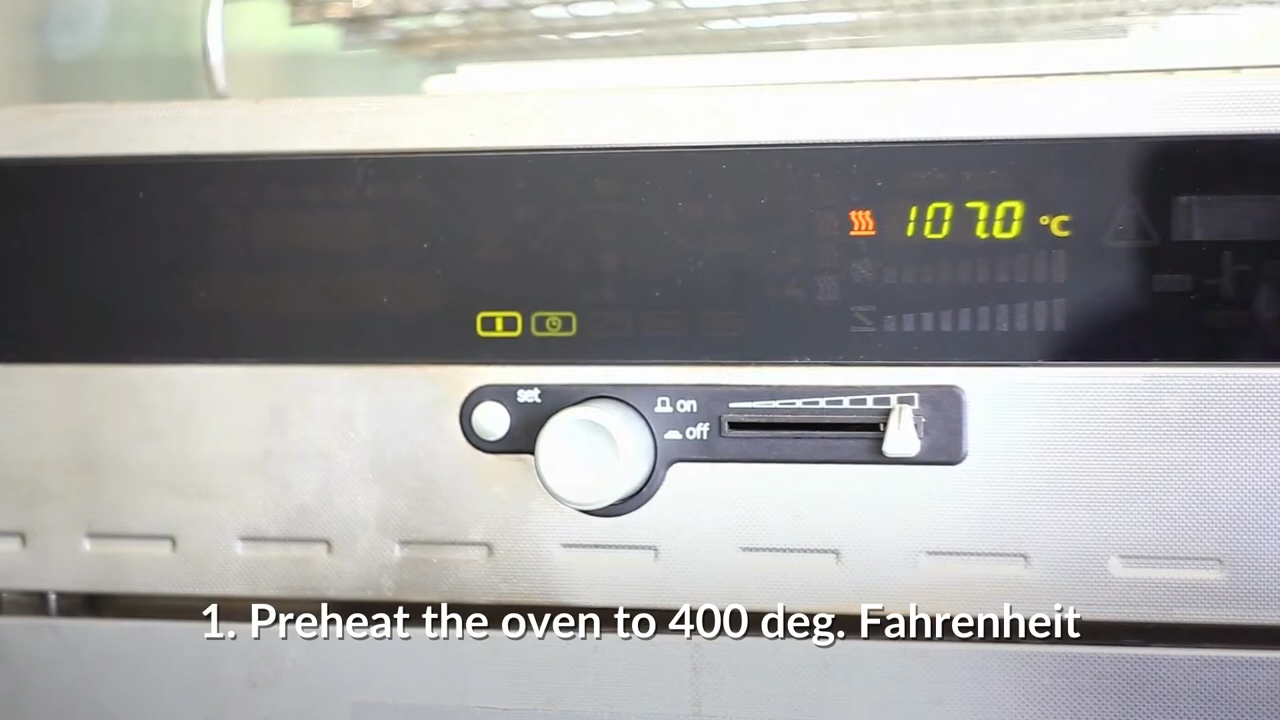 107.0 °C
set
on
off
1. Preheat the oven to 400 deg. Fahrenheit